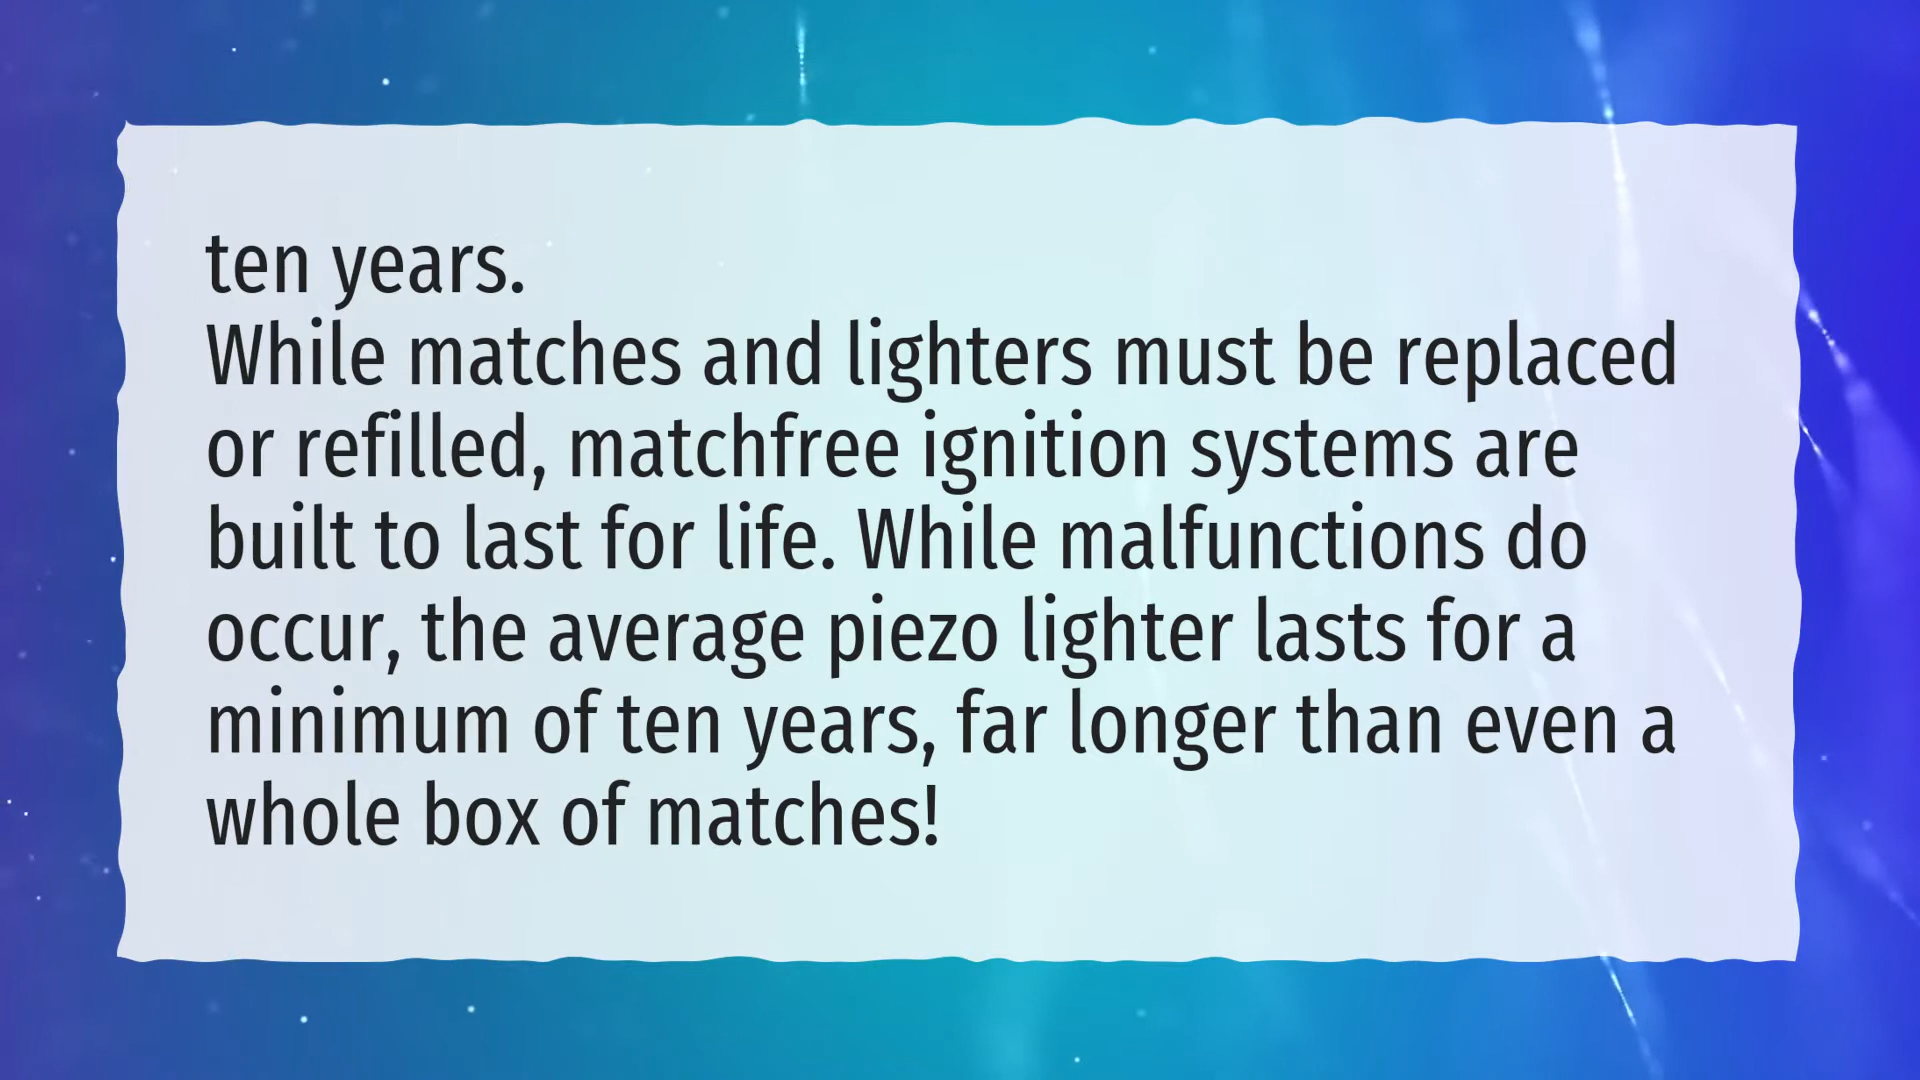 ten years.
While matches and lighters must be replaced
or refilled, matchfree ignition systems are
built to last for life. While malfunctions do
occur, the average piezo lighter lasts for a
minimum of ten years, far longer than even a
whole box of matches!